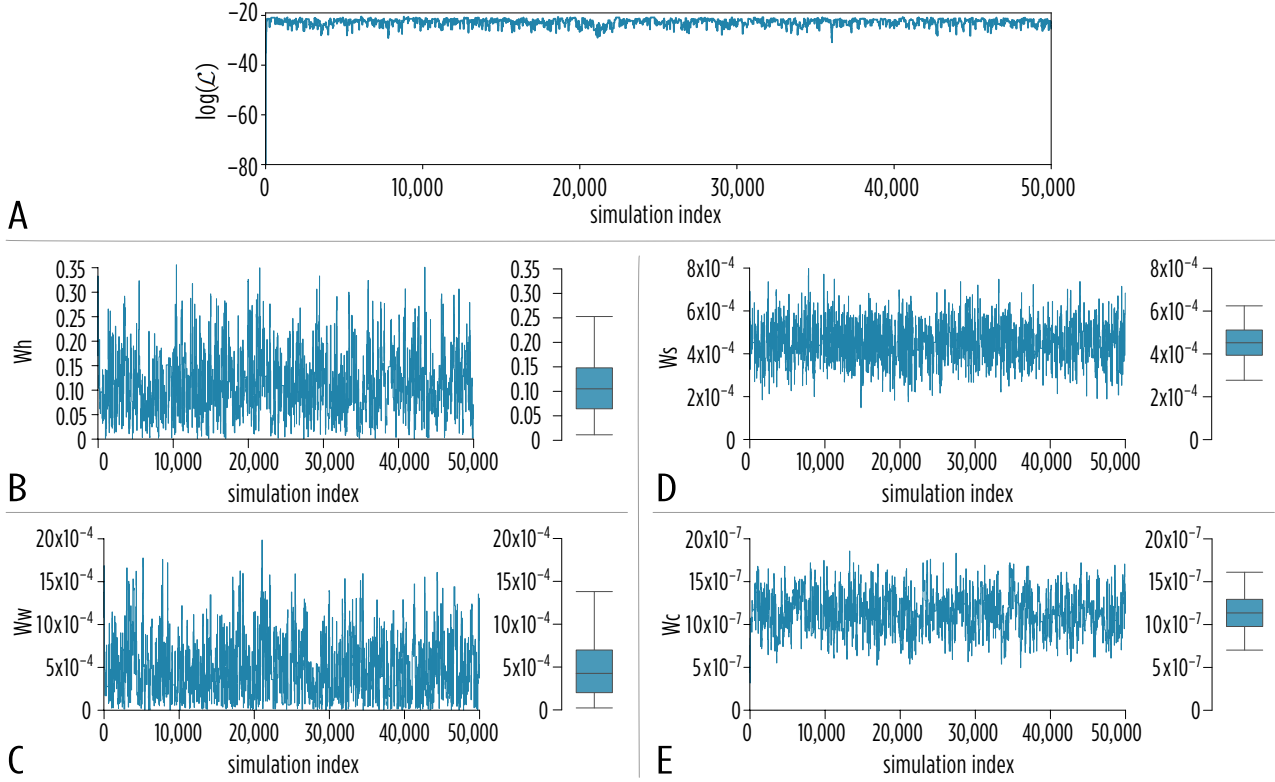 −20
−40
−60
−80
log(ℒ)
0 10,000 20,000 30,000 40,000 50,000
simulation index
A
0.35
0.30
0.25
0.20
0.15
0.10
0.05
0
Wh
0 10,000 20,000 30,000 40,000 50,000
simulation index
0.35
0.30
0.25
0.20
0.15
0.10
0.05
0
B
8x10⁻⁴
6x10⁻⁴
4x10⁻⁴
2x10⁻⁴
0
Ws
0 10,000 20,000 30,000 40,000 50,000
simulation index
8x10⁻⁴
6x10⁻⁴
4x10⁻⁴
2x10⁻⁴
0
D
20x10⁻⁴
15x10⁻⁴
10x10⁻⁴
5x10⁻⁴
0
Ww
0 10,000 20,000 30,000 40,000 50,000
simulation index
20x10⁻⁴
15x10⁻⁴
10x10⁻⁴
5x10⁻⁴
0
C
20x10⁻⁷
15x10⁻⁷
10x10⁻⁷
5x10⁻⁷
0
Wc
0 10,000 20,000 30,000 40,000 50,000
simulation index
20x10⁻⁷
15x10⁻⁷
10x10⁻⁷
5x10⁻⁷
0
E